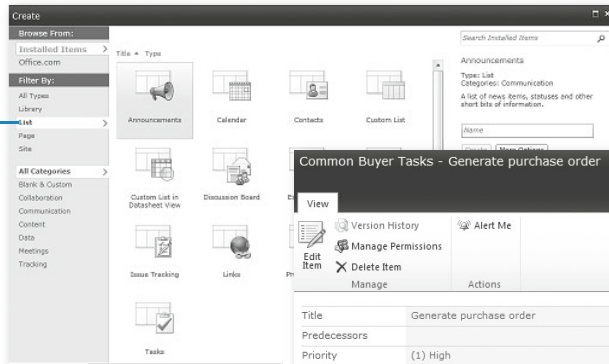 Create
Browse From:
Installed Items
Office.com
Filter By:
All Types
Library
List
Page
Site
All Categories
Blank & Custom
Collaboration
Communication
Content
Data
Meetings
Tracking
Title Type
Announcements
Calendar
Contacts
Custom List
Custom List in
Datasheet View
Discussion Board
Issue Tracking
Links
Tasks
Search Installed Items
Announcements
Type: List
Categories: Communication
A list of news items, statuses and other
short bits of information.
Name
Create More Options
Common Buyer Tasks - Generate purchase order
View
Edit
Item
Version History
Manage Permissions
Delete Item
Manage
Alert Me
Actions
Title Generate purchase order
Predecessors
Priority (1) High